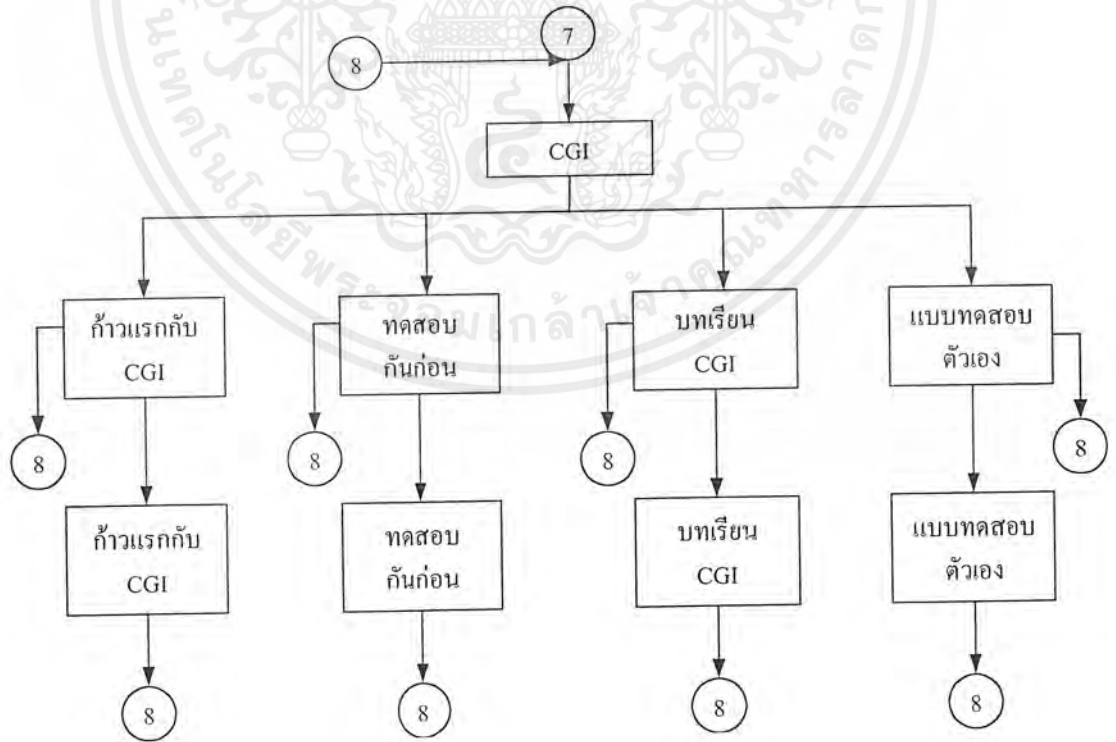 7
8
CGI
ก้าวแรกกับ
CGI
ทดสอบ
กันก่อน
บทเรียน
CGI
แบบทดสอบ
ตัวเอง
8
8
8
8
ก้าวแรกกับ
CGI
ทดสอบ
กันก่อน
บทเรียน
CGI
แบบทดสอบ
ตัวเอง
8
8
8
8